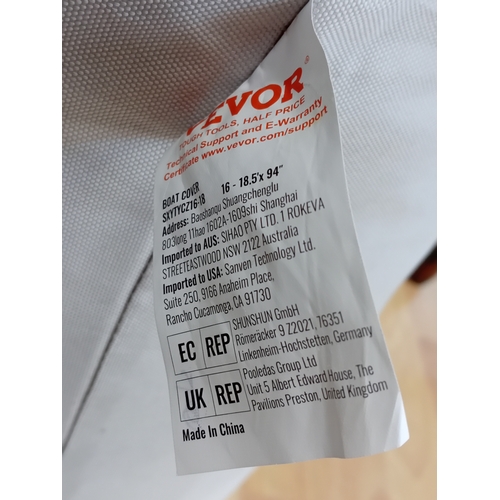 VEVOR®
TOUGH TOOLS, HALF PRICE
Technical Support and E-Warranty
Certificate www.vevor.com/support
BOAT COVER
SKYTYCZ16-18 16 - 18.5'x 94"
Address: Baoshanqu Shuangchenglu
803long 11hao 1602A-1609shi Shanghai
Imported to AUS: SIHAO PTY LTD. 1 ROKEVA
STREETEASTWOOD NSW 2122 Australia
Imported to USA: Sanven Technology Ltd.
Suite 250, 9166 Anaheim Place,
Rancho Cucamonga, CA 91730
EC REP
SHUNSHUN GmbH
Römeräcker 9 Z2021, 76351
Linkenheim-Hochstetten, Germany
UK REP
Pooledas Group Ltd
Unit 5 Albert Edward House, The
Pavilions Preston, United Kingdom
Made In China